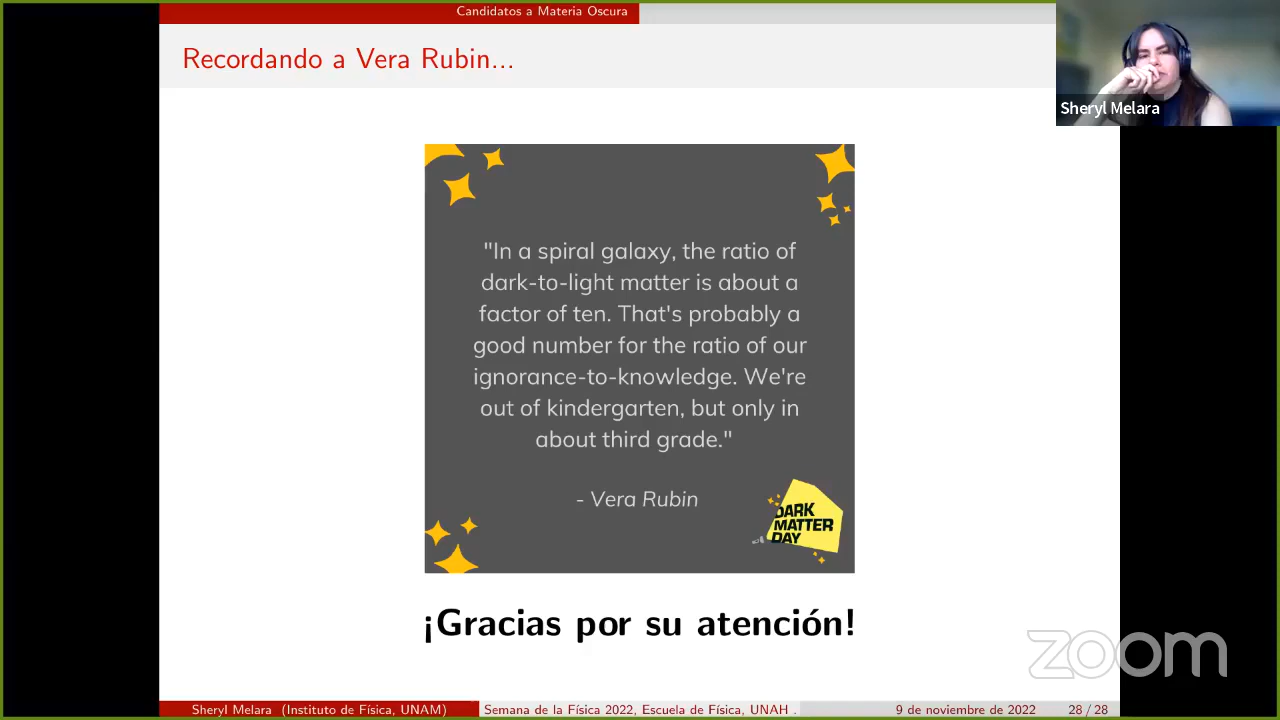 Candidatos a Materia Oscura
Recordando a Vera Rubin...
Sheryl Melara
"In a spiral galaxy, the ratio of
dark-to-light matter is about a
factor of ten. That's probably a
good number for the ratio of our
ignorance-to-knowledge. We're
out of kindergarten, but only in
about third grade."
- Vera Rubin
DARK
MATTER
DAY
¡Gracias por su atención!
zoom
Sheryl Melara (Instituto de Física, UNAM)
Semana de la Física 2022, Escuela de Física, UNAH .
9 de noviembre de 2022
28 / 28